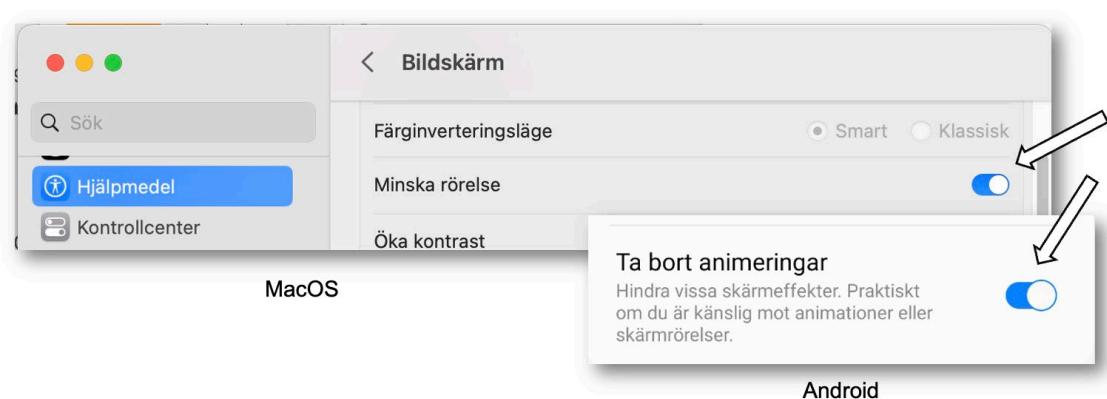 Bildskärm
Sök
Hjälpmedel
Kontrollcenter
Färginverteringsläge
Smart
Klassisk
Minska rörelse
Öka kontrast
MacOS
Ta bort animeringar
Hindra vissa skärmeffekter. Praktiskt
om du är känslig mot animationer eller
skärmrörelser.
Android